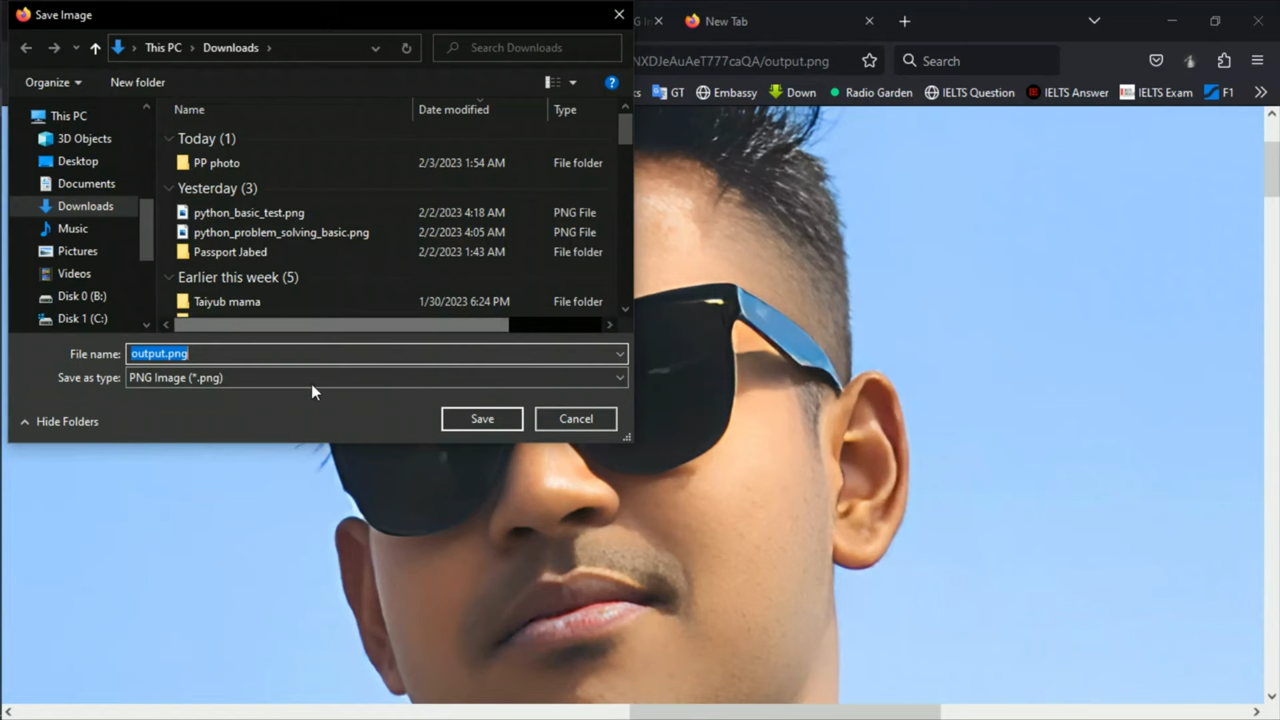 Save Image
New Tab
This PC
Downloads
Search Downloads
NXDJeAuAeT777caQA/output.png
Search
Organize
New folder
GT
Embassy
Down
Radio Garden
IELTS Question
IELTS Answer
IELTS Exam
F1
This PC
3D Objects
Desktop
Documents
Downloads
Music
Pictures
Videos
Disk 0 (B:)
Disk 1 (C:)
Name
Date modified
Type
Today (1)
PP photo
2/3/2023 1:54 AM
File folder
Yesterday (3)
python_basic_test.png
2/2/2023 4:18 AM
PNG File
python_problem_solving_basic.png
2/2/2023 4:05 AM
PNG File
Passport Jabed
2/2/2023 1:43 AM
File folder
Earlier this week (5)
Taiyub mama
1/30/2023 6:24 PM
File folder
File name:
output.png
Save as type:
PNG Image (*.png)
Hide Folders
Save
Cancel